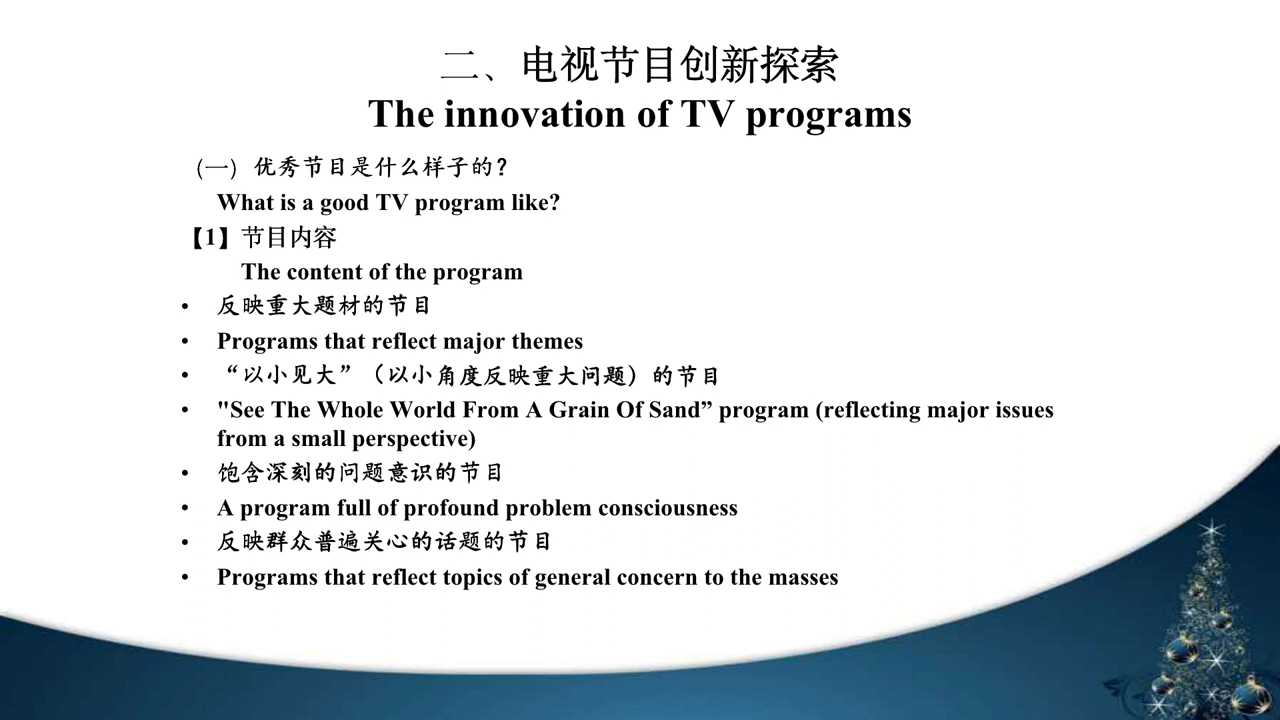 二、电视节目创新探索
The innovation of TV programs
(一) 优秀节目是什么样子的?
What is a good TV program like?
【1】节目内容
The content of the program
• 反映重大题材的节目
• Programs that reflect major themes
• “以小见大”（以小角度反映重大问题）的节目
• "See The Whole World From A Grain Of Sand” program (reflecting major issues
from a small perspective)
• 饱含深刻的问题意识的节目
• A program full of profound problem consciousness
• 反映群众普遍关心的话题的节目
• Programs that reflect topics of general concern to the masses